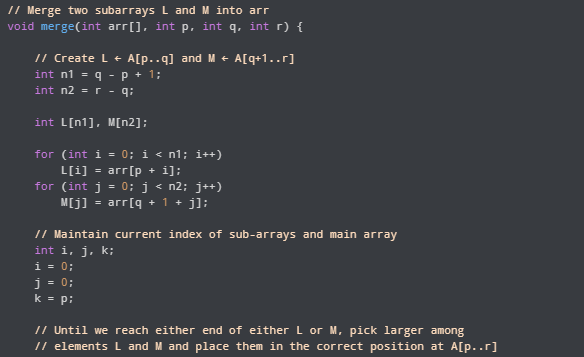 // Merge two subarrays L and M into arr
void merge(int arr[], int p, int q, int r) {
// Create L ← A[p..q] and M ← A[q+1..r]
int n1 = q - p + 1;
int n2 = r - q;
int L[n1], M[n2];
for (int i = 0; i < n1; i++)
L[i] = arr[p + i];
for (int j = 0; j < n2; j++)
M[j] = arr[q + 1 + j];
// Maintain current index of sub-arrays and main array
int i, j, k;
i = 0;
j = 0;
k = p;
// Until we reach either end of either L or M, pick larger among
// elements L and M and place them in the correct position at A[p..r]